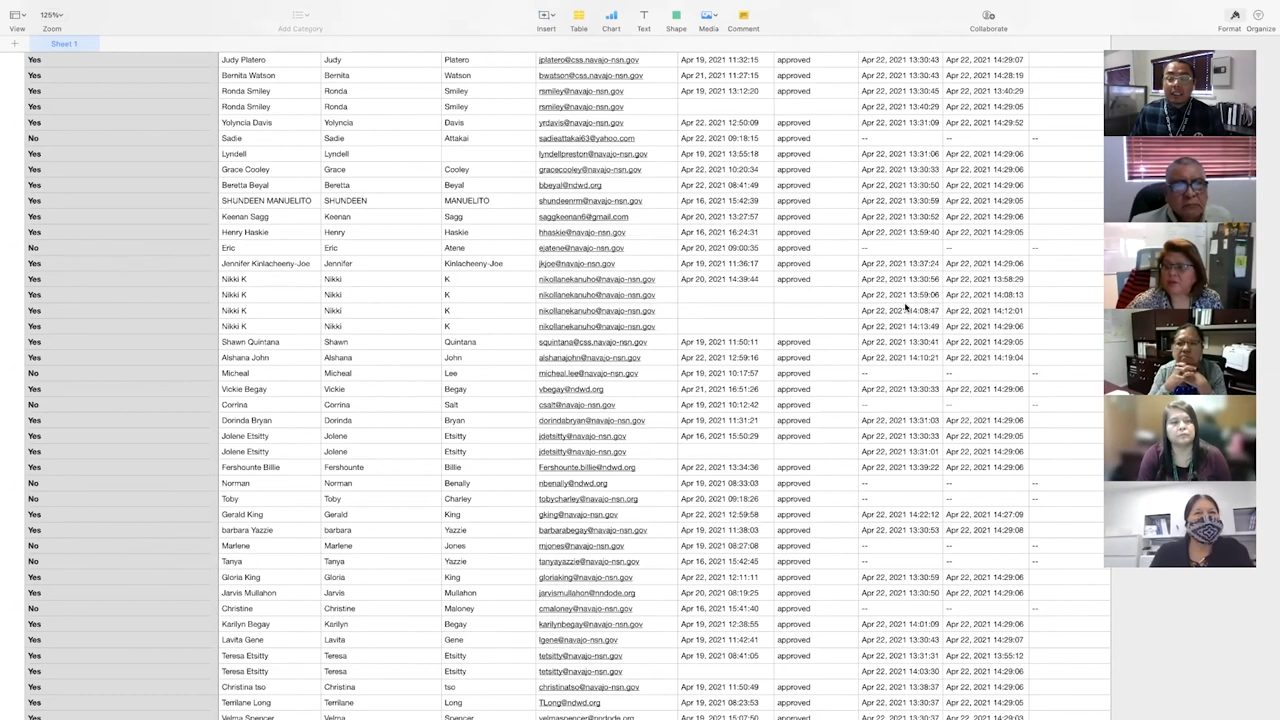 125%
View Zoom Add Category Insert Table Chart Text Shape Media Comment Collaborate Format Organize
Sheet 1
Yes Judy Platero Judy Platero jplatero@css.navajo-nsn.gov Apr 19, 2021 11:32:15 approved Apr 22, 2021 13:30:43 Apr 22, 2021 14:29:07
Yes Bernita Watson Bernita Watson bwatson@css.navajo-nsn.gov Apr 21, 2021 11:27:15 approved Apr 22, 2021 13:30:43 Apr 22, 2021 14:28:19
Yes Ronda Smiley Ronda Smiley rsmiley@navajo-nsn.gov Apr 19, 2021 13:12:20 approved Apr 22, 2021 13:30:45 Apr 22, 2021 13:40:29
Yes Ronda Smiley Ronda Smiley rsmiley@navajo-nsn.gov Apr 22, 2021 13:40:29 Apr 22, 2021 14:29:05
Yes Yolyncia Davis Yolyncia Davis yrdavis@navajo-nsn.gov Apr 22, 2021 12:50:09 approved Apr 22, 2021 13:31:09 Apr 22, 2021 14:29:52
No Sadie Sadie Attakai sadieattakai63@yahoo.com Apr 22, 2021 09:18:15 approved -- -- --
Yes Lyndell Lyndell lyndellpreston@navajo-nsn.gov Apr 19, 2021 13:55:18 approved Apr 22, 2021 13:31:06 Apr 22, 2021 14:29:06
Yes Grace Cooley Grace Cooley gracecooley@navajo-nsn.gov Apr 22, 2021 10:20:34 approved Apr 22, 2021 13:30:33 Apr 22, 2021 14:29:06
Yes Beretta Beyal Beretta Beyal bbeyal@ndwd.org Apr 22, 2021 08:41:49 approved Apr 22, 2021 13:30:50 Apr 22, 2021 14:29:06
Yes SHUNDEEN MANUELITO SHUNDEEN MANUELITO shundeenrm@navajo-nsn.gov Apr 16, 2021 15:42:39 approved Apr 22, 2021 13:30:59 Apr 22, 2021 14:29:05
Yes Keenan Sagg Keenan Sagg saggkeenan6@gmail.com Apr 22, 2021 13:27:57 approved Apr 22, 2021 13:30:52 Apr 22, 2021 14:29:06
Yes Henry Haskie Henry Haskie hhaskie@navajo-nsn.gov Apr 16, 2021 16:24:31 approved Apr 22, 2021 13:59:40 Apr 22, 2021 14:29:05
No Eric Eric Atene ejatene@navajo-nsn.gov Apr 20, 2021 09:00:35 approved -- -- --
Yes Jennifer Kinlacheeny-Joe Jennifer Kinlacheeny-Joe jkjoe@navajo-nsn.gov Apr 19, 2021 11:36:17 approved Apr 22, 2021 13:37:24 Apr 22, 2021 14:29:06
Yes Nikki K Nikki K nikollanekanuho@navajo-nsn.gov Apr 20, 2021 14:39:44 approved Apr 22, 2021 13:30:56 Apr 22, 2021 13:58:29
Yes Nikki K Nikki K nikollanekanuho@navajo-nsn.gov Apr 22, 2021 13:59:06 Apr 22, 2021 14:08:13
Yes Nikki K Nikki K nikollanekanuho@navajo-nsn.gov Apr 22, 2021 14:08:47 Apr 22, 2021 14:12:01
Yes Nikki K Nikki K nikollanekanuho@navajo-nsn.gov Apr 22, 2021 14:13:49 Apr 22, 2021 14:29:06
Yes Shawn Quintana Shawn Quintana squintana@css.navajo-nsn.gov Apr 19, 2021 11:50:11 approved Apr 22, 2021 13:30:41 Apr 22, 2021 14:29:05
Yes Alshana John Alshana John alshanajohn@navajo-nsn.gov Apr 22, 2021 12:59:16 approved Apr 22, 2021 14:10:21 Apr 22, 2021 14:19:04
No Micheal Micheal Lee micheal.lee@navajo-nsn.gov Apr 19, 2021 10:17:57 approved -- -- --
Yes Vickie Begay Vickie Begay vbegay@ndwd.org Apr 21, 2021 16:51:26 approved Apr 22, 2021 13:30:33 Apr 22, 2021 14:29:06
No Corrina Corrina Salt csalt@navajo-nsn.gov Apr 19, 2021 10:12:42 approved -- -- --
Yes Dorinda Bryan Dorinda Bryan dorindabryan@navajo-nsn.gov Apr 19, 2021 11:31:21 approved Apr 22, 2021 13:31:03 Apr 22, 2021 14:29:06
Yes Jolene Etsitty Jolene Etsitty jdetsitty@navajo-nsn.gov Apr 16, 2021 15:50:29 approved Apr 22, 2021 13:30:33 Apr 22, 2021 14:29:05
Yes Jolene Etsitty Jolene Etsitty jdetsitty@navajo-nsn.gov Apr 22, 2021 13:31:01 Apr 22, 2021 14:29:06
Yes Fershounte Billie Fershounte Billie Fershounte.billie@ndwd.org Apr 22, 2021 13:34:36 approved Apr 22, 2021 13:39:22 Apr 22, 2021 14:29:06
No Norman Norman Benally nbenally@ndwd.org Apr 19, 2021 08:33:03 approved -- -- --
No Toby Toby Charley tobycharley@navajo-nsn.org Apr 20, 2021 09:18:26 approved -- -- --
Yes Gerald King Gerald King gking@navajo-nsn.gov Apr 22, 2021 12:59:58 approved Apr 22, 2021 14:22:12 Apr 22, 2021 14:27:09
Yes barbara Yazzie barbara Yazzie barbarabegay@navajo-nsn.gov Apr 19, 2021 11:38:03 approved Apr 22, 2021 13:30:53 Apr 22, 2021 14:29:08
No Marlene Marlene Jones mjones@navajo-nsn.gov Apr 19, 2021 08:27:08 approved -- -- --
No Tanya Tanya Yazzie tanyayazzie@navajo-nsn.gov Apr 16, 2021 15:42:45 approved -- -- --
Yes Gloria King Gloria King gloriaking@navajo-nsn.gov Apr 22, 2021 12:11:11 approved Apr 22, 2021 13:30:59 Apr 22, 2021 14:29:06
Yes Jarvis Mullahon Jarvis Mullahon jarvismullahon@nndode.org Apr 20, 2021 08:19:25 approved Apr 22, 2021 13:30:50 Apr 22, 2021 14:29:06
No Christine Christine Maloney cmaloney@navajo-nsn.gov Apr 16, 2021 15:41:40 approved -- -- --
Yes Karilyn Begay Karilyn Begay karilynbegay@navajo-nsn.gov Apr 19, 2021 12:38:55 approved Apr 22, 2021 14:01:09 Apr 22, 2021 14:29:06
Yes Lavita Gene Lavita Gene lgene@navajo-nsn.gov Apr 19, 2021 11:42:41 approved Apr 22, 2021 13:30:43 Apr 22, 2021 14:29:07
Yes Teresa Etsitty Teresa Etsitty tetsitty@navajo-nsn.gov Apr 19, 2021 08:41:05 approved Apr 22, 2021 13:31:31 Apr 22, 2021 13:55:12
Yes Teresa Etsitty Teresa Etsitty tetsitty@navajo-nsn.gov Apr 22, 2021 14:03:30 Apr 22, 2021 14:29:06
Yes Christina tso Christina tso christinatso@navajo-nsn.gov Apr 19, 2021 11:50:49 approved Apr 22, 2021 13:38:37 Apr 22, 2021 14:29:06
Yes Terrilane Long Terrilane Long TLong@ndwd.org Apr 19, 2021 23:53:56 approved Apr 22, 2021 13:30:48 Apr 22, 2021 14:29:06
Yes Velma Spencer Velma Spencer velmaspencer@nndode.org Apr 19, 2021 15:07:50 approved Apr 22, 2021 13:30:36 Apr 22, 2021 14:29:06